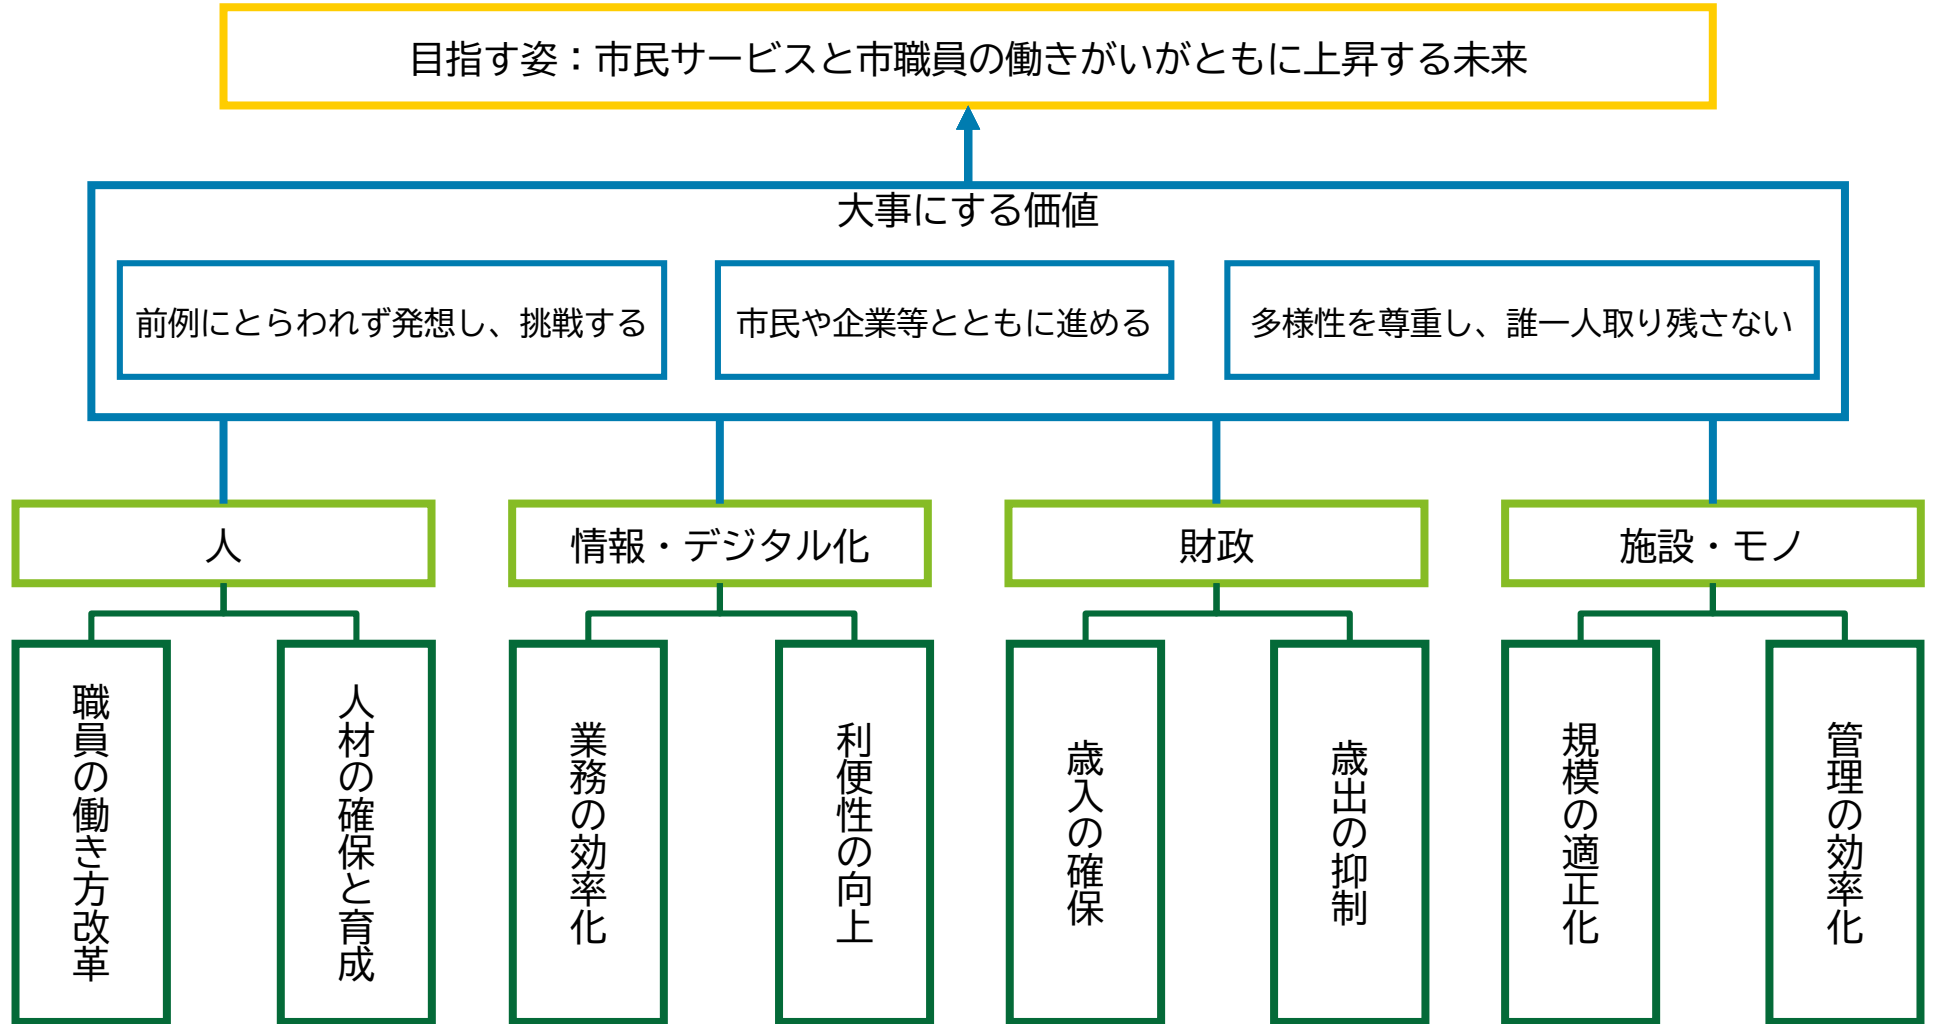 目指す姿：市民サービスと市職員の働きがいがともに上昇する未来
大事にする価値
前例にとらわれず発想し、挑戦する
市民や企業等とともに進める
多様性を尊重し、誰一人取り残さない
人
情報・デジタル化
財政
施設・モノ
職員の働き方改革
人材の確保と育成
業務の効率化
利便性の向上
歳入の確保
歳出の抑制
規模の適正化
管理の効率化